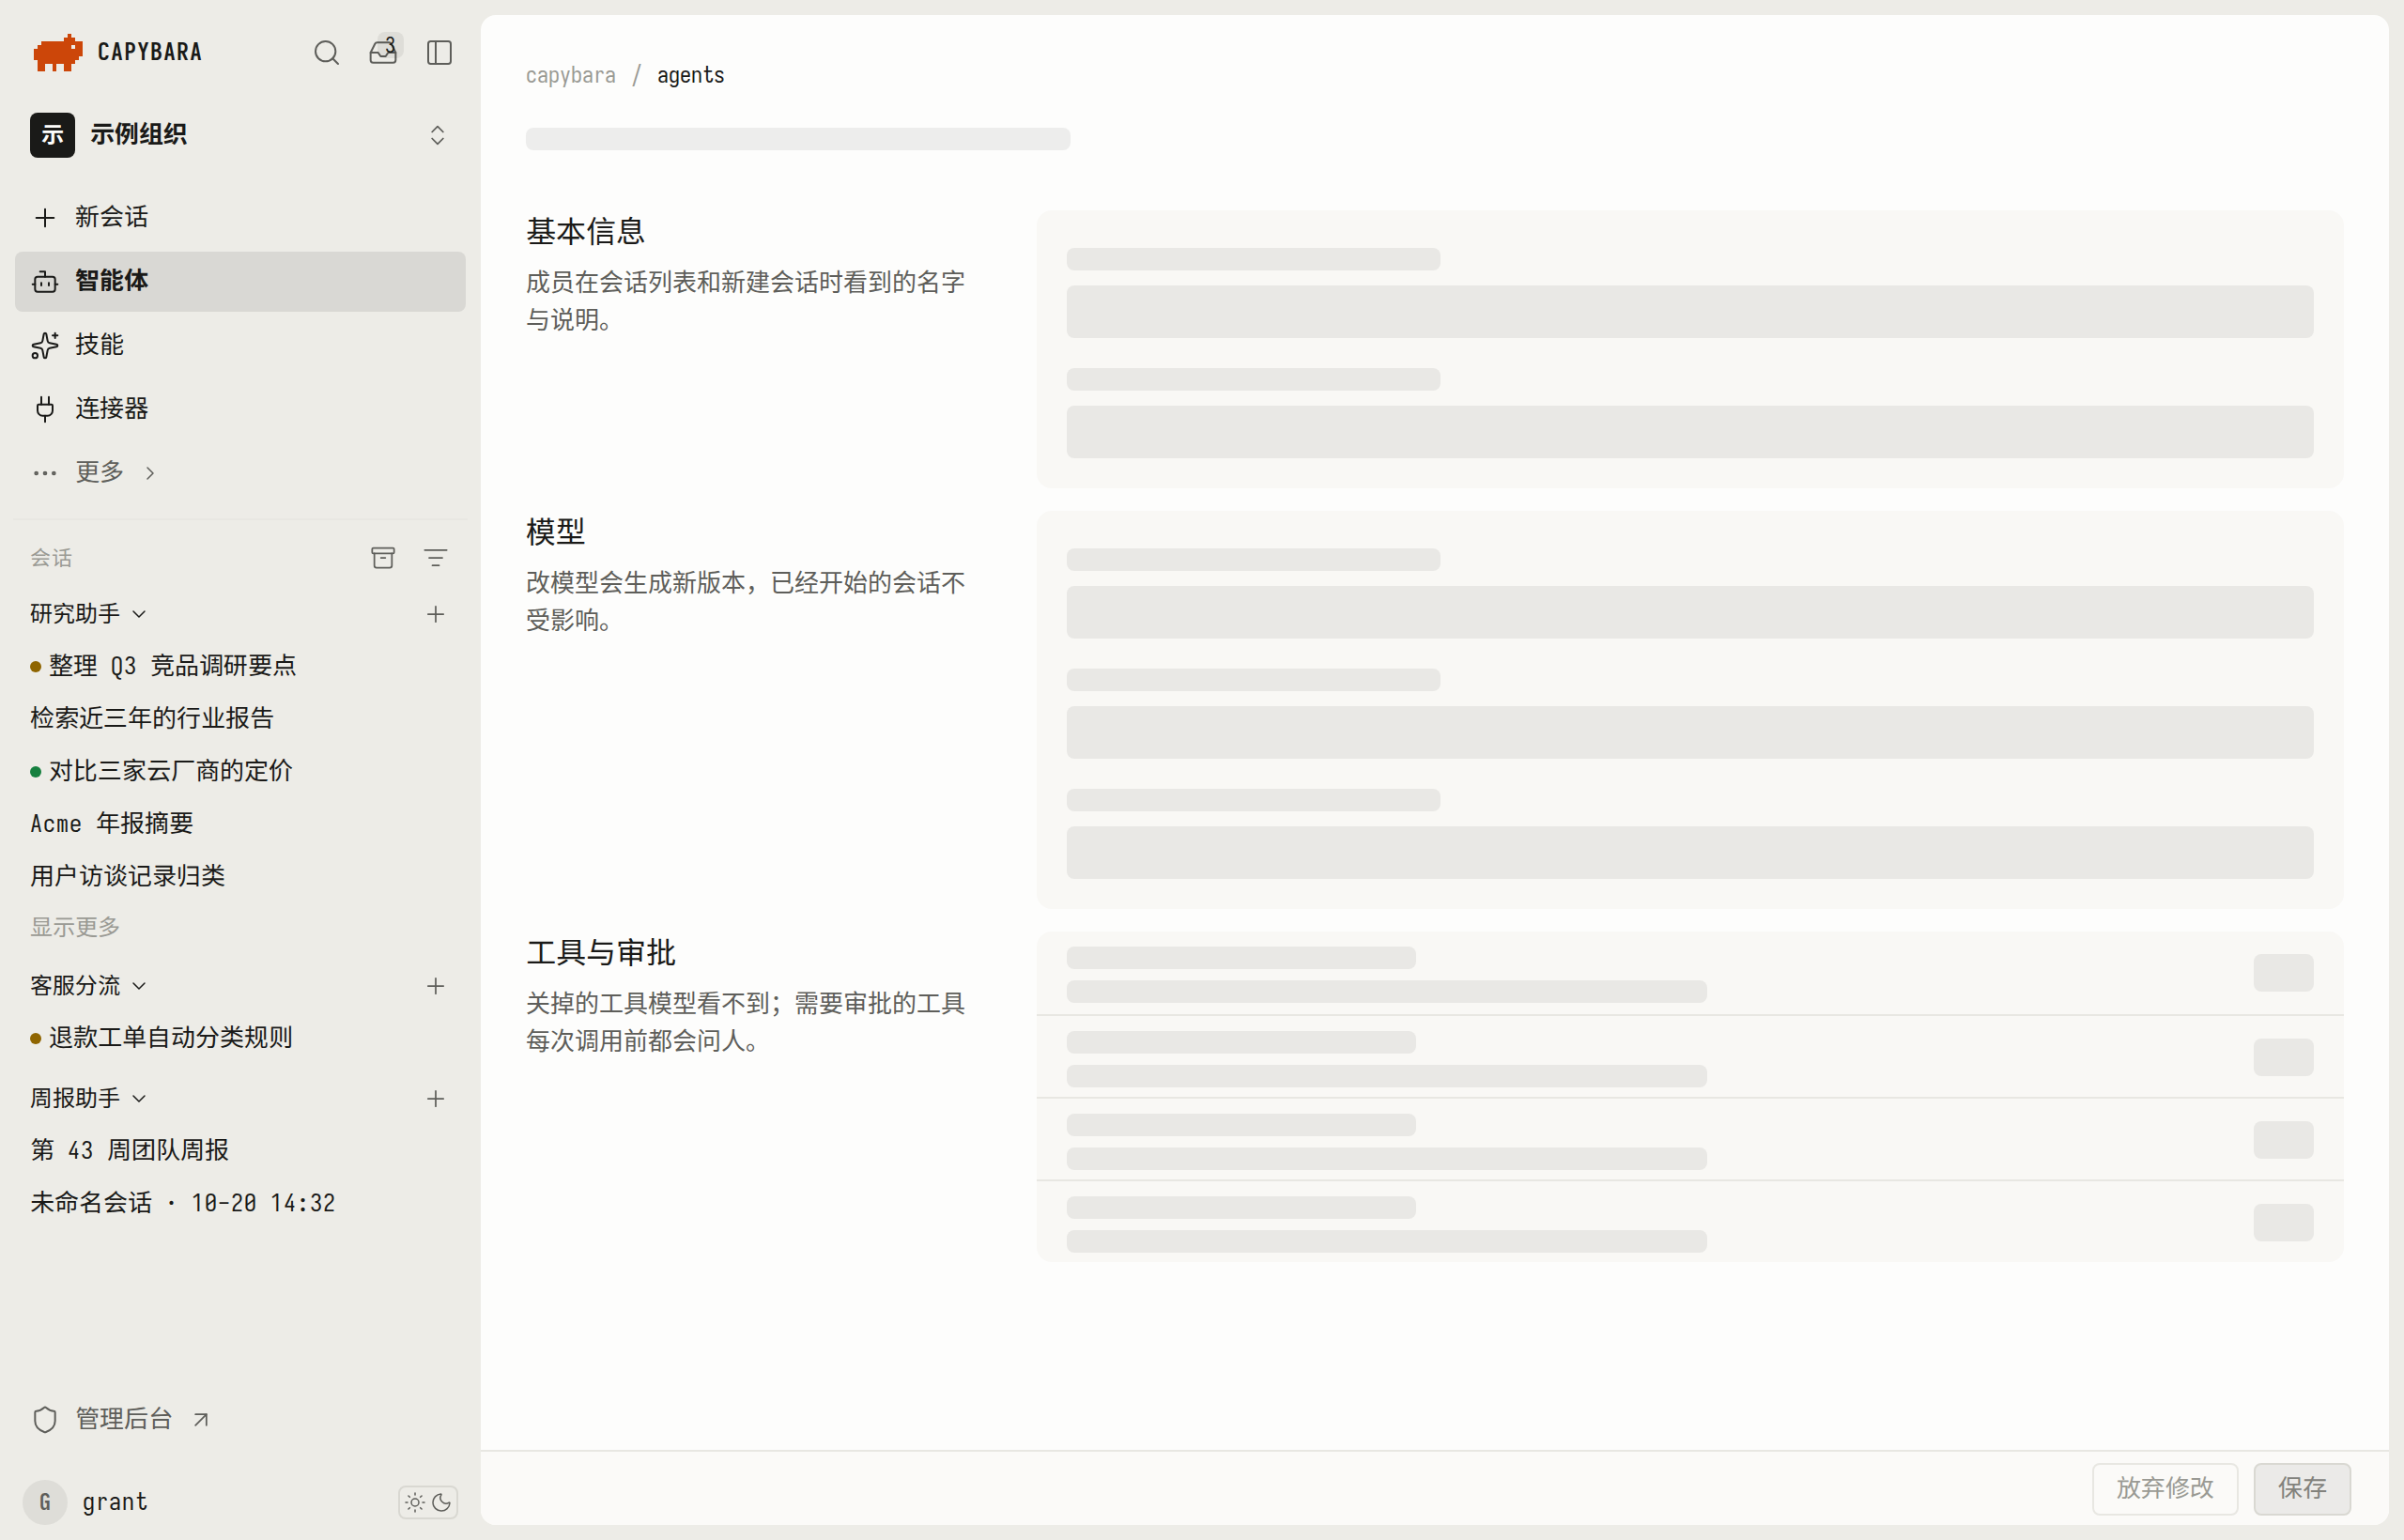 CAPYBARA
3
示 示例组织
新会话
智能体
技能
连接器
更多
会话
研究助手
整理 Q3 竞品调研要点
检索近三年的行业报告
对比三家云厂商的定价
Acme 年报摘要
用户访谈记录归类
显示更多
客服分流
退款工单自动分类规则
周报助手
第 43 周团队周报
未命名会话 · 10-20 14:32
管理后台
G grant
capybara / agents
基本信息
成员在会话列表和新建会话时看到的名字
与说明。
模型
改模型会生成新版本，已经开始的会话不
受影响。
工具与审批
关掉的工具模型看不到；需要审批的工具
每次调用前都会问人。
放弃修改 保存